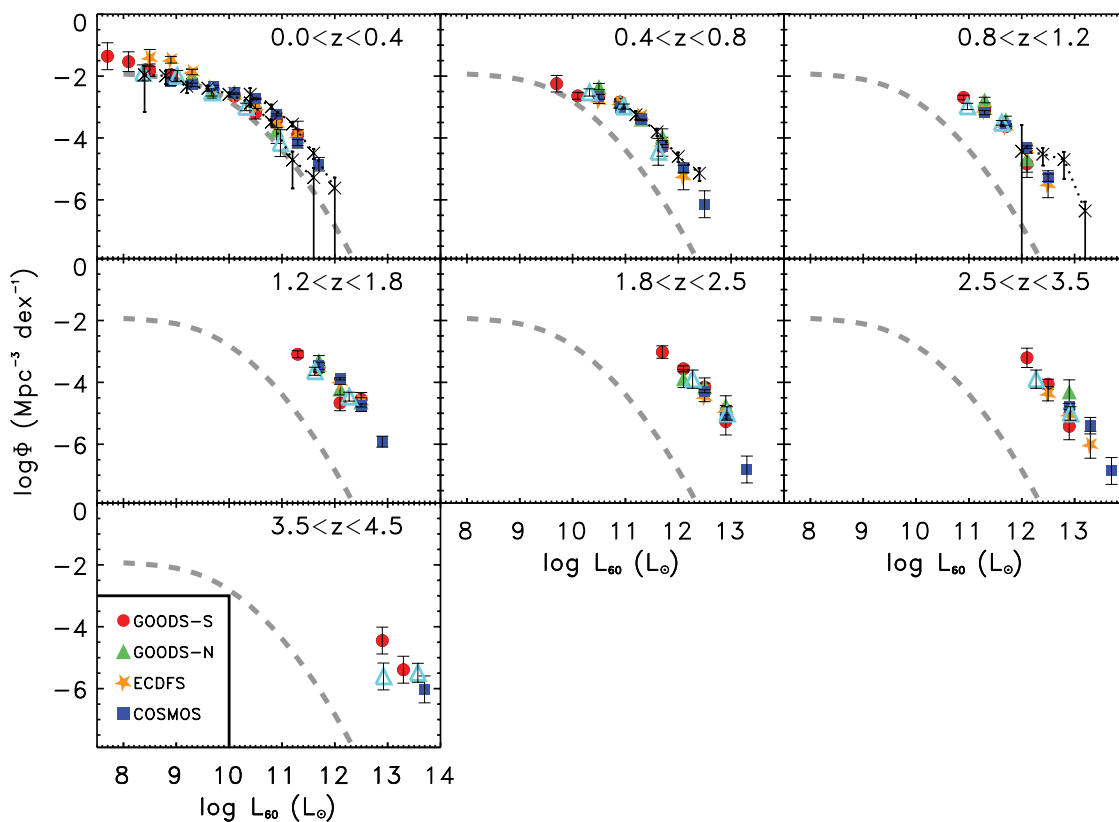 0 0.0<z<0.4 0.4<z<0.8 0.8<z<1.2
−2
−4
−6
0 1.2<z<1.8 1.8<z<2.5 2.5<z<3.5
−2
−4
−6
logΦ (Mpc⁻³ dex⁻¹)
0 3.5<z<4.5
−2
−4
−6
GOODS−S
GOODS−N
ECDFS
COSMOS
8 9 10 11 12 13 14
log L₆₀ (L☉)
8 9 10 11 12 13
log L₆₀ (L☉)
8 9 10 11 12 13
log L₆₀ (L☉)